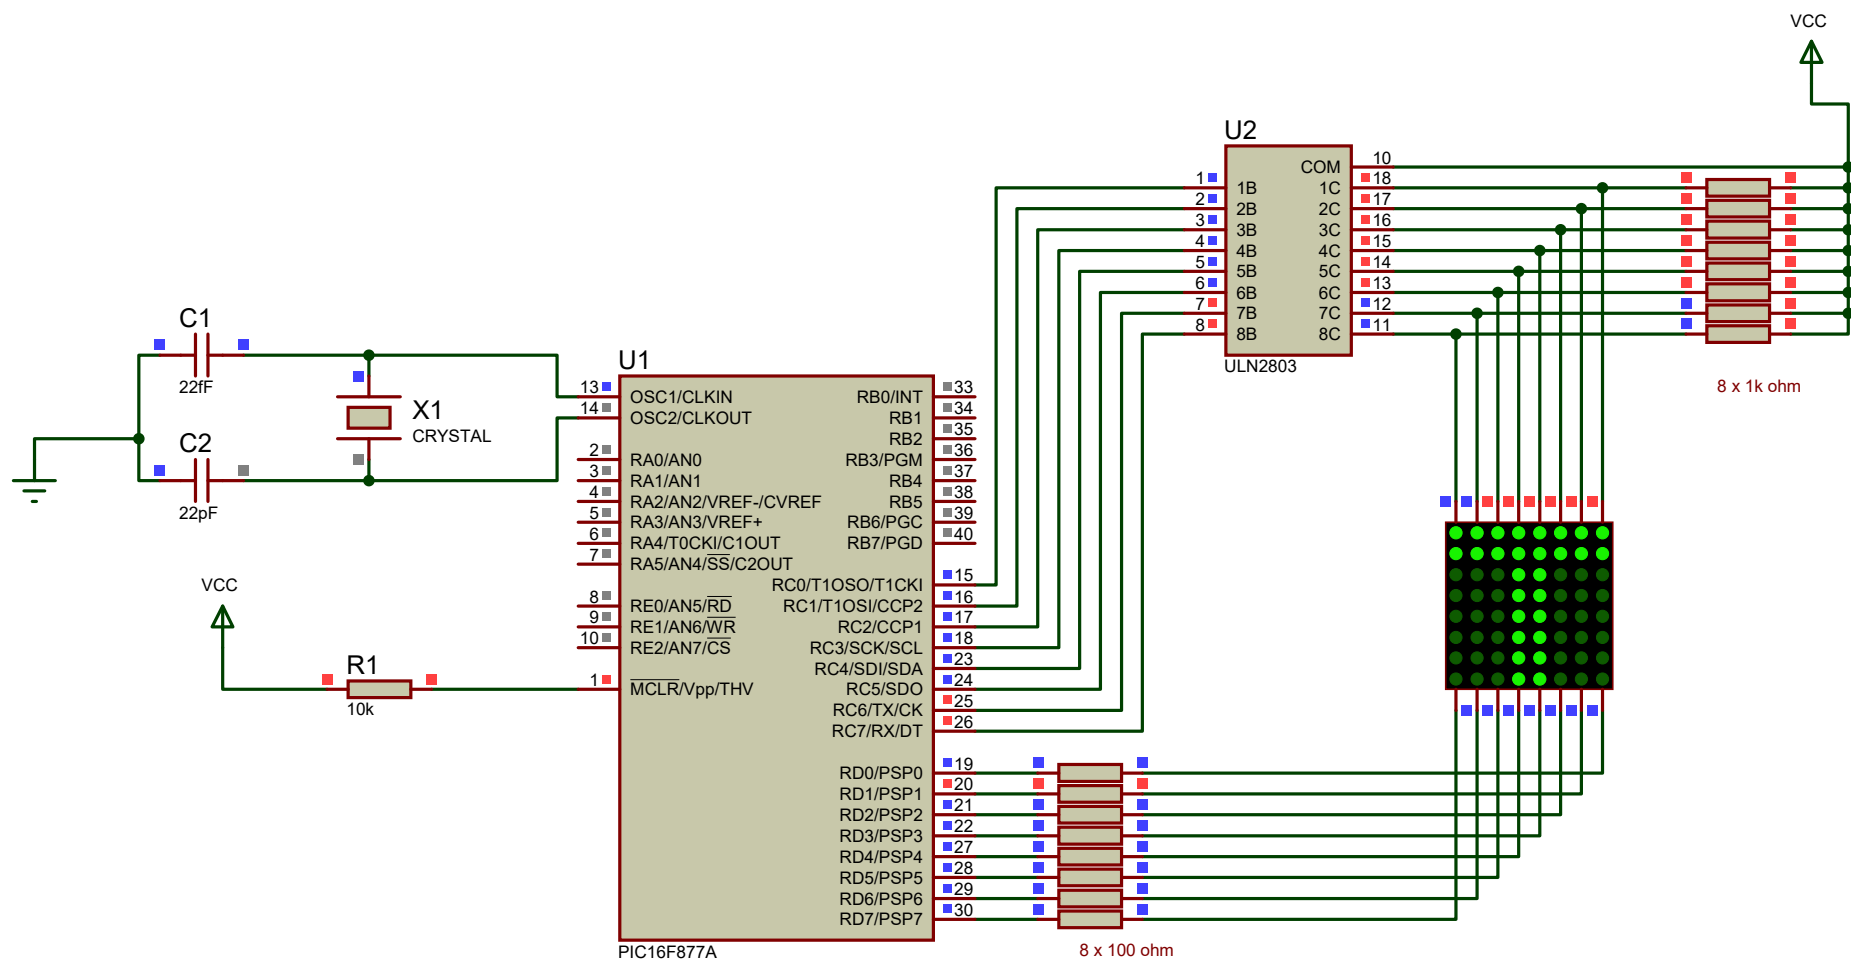 VCC
U2
COM 10
1 1B 1C 18
2 2B 2C 17
3 3B 3C 16
4 4B 4C 15
5 5B 5C 14
6 6B 6C 13
7 7B 7C 12
8 8B 8C 11
ULN2803
8 x 1k ohm
C1
22fF
C2
22pF
X1
CRYSTAL
VCC
R1
10k
U1
13 OSC1/CLKIN RB0/INT 33
14 OSC2/CLKOUT RB1 34
RB2 35
2 RA0/AN0 RB3/PGM 36
3 RA1/AN1 RB4 37
4 RA2/AN2/VREF-/CVREF RB5 38
5 RA3/AN3/VREF+ RB6/PGC 39
6 RA4/T0CKI/C1OUT RB7/PGD 40
7 RA5/AN4/SS/C2OUT
RC0/T1OSO/T1CKI 15
8 RE0/AN5/RD RC1/T1OSI/CCP2 16
9 RE1/AN6/WR RC2/CCP1 17
10 RE2/AN7/CS RC3/SCK/SCL 18
RC4/SDI/SDA 23
1 MCLR/Vpp/THV RC5/SDO 24
RC6/TX/CK 25
RC7/RX/DT 26
RD0/PSP0 19
RD1/PSP1 20
RD2/PSP2 21
RD3/PSP3 22
RD4/PSP4 27
RD5/PSP5 28
RD6/PSP6 29
RD7/PSP7 30
PIC16F877A
8 x 100 ohm